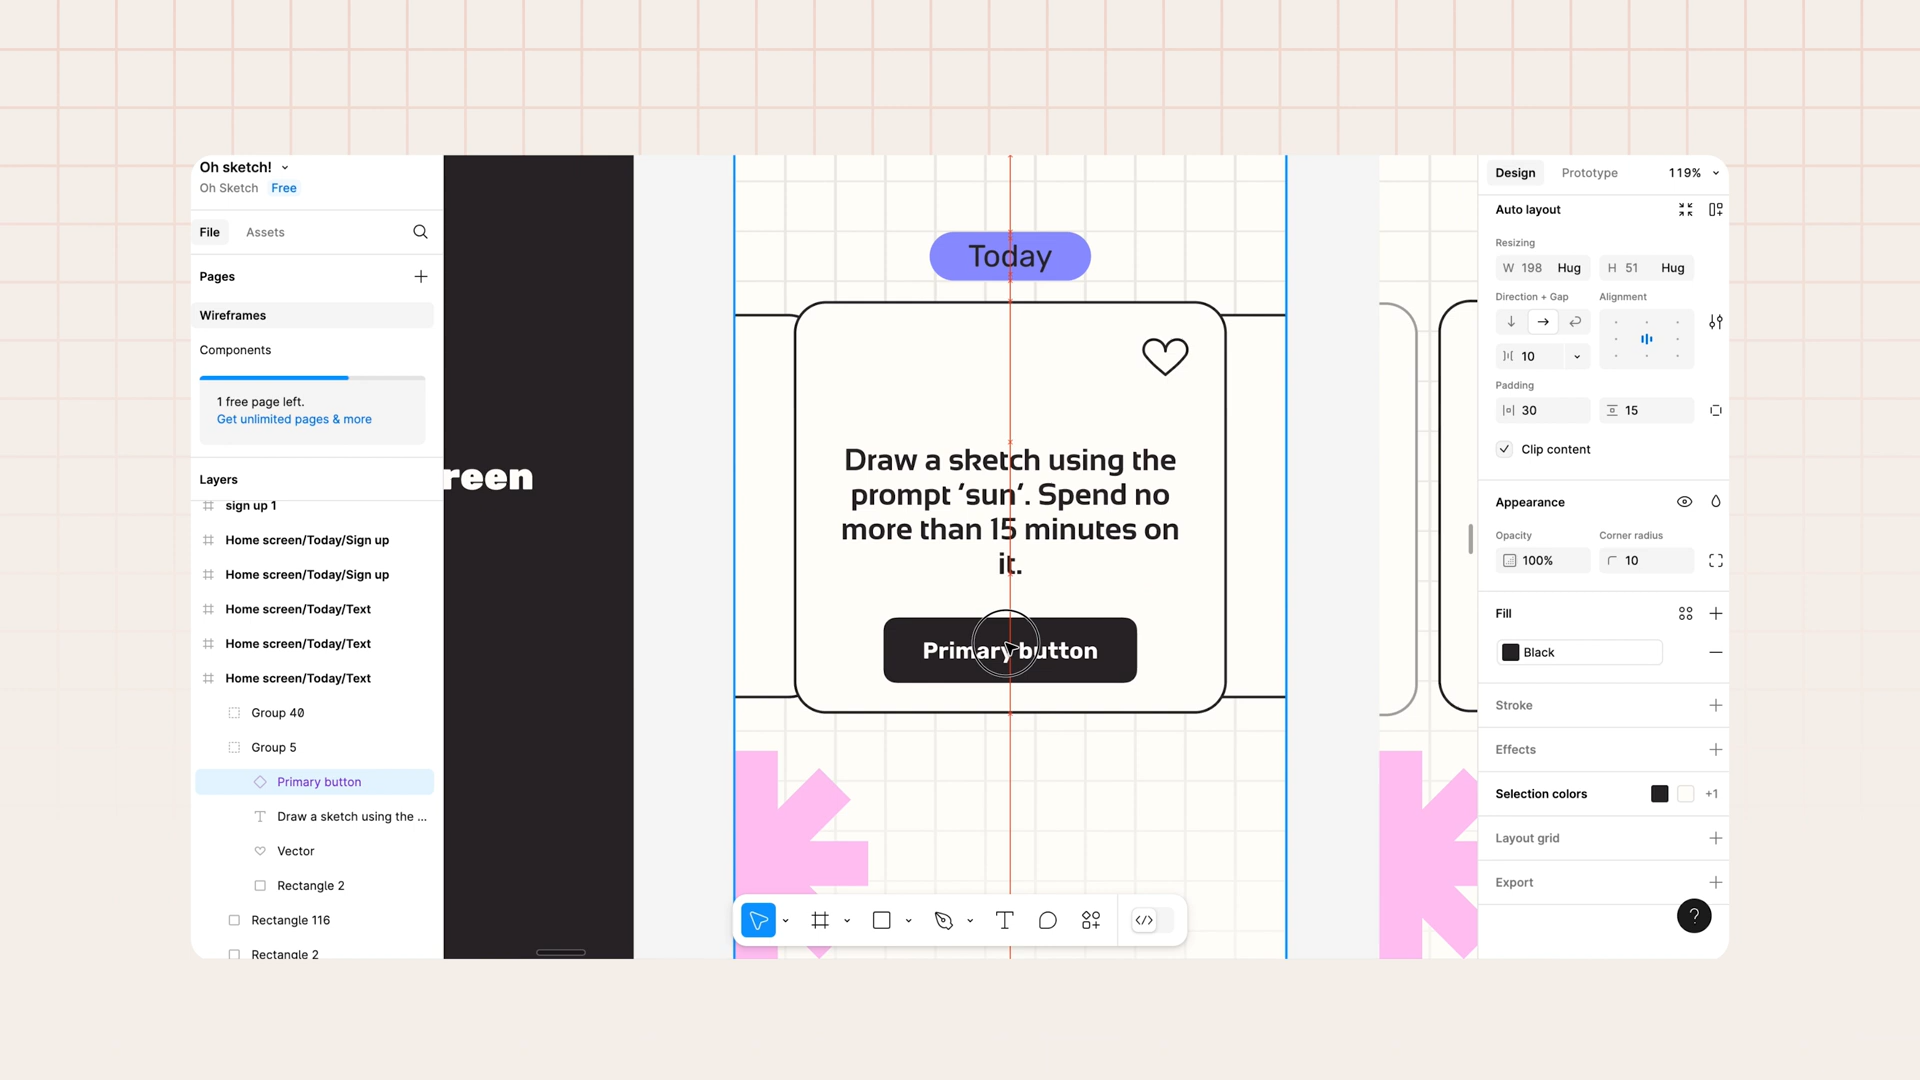 Oh sketch!
Oh Sketch Free
File Assets
Pages
Wireframes
Components
1 free page left.
Get unlimited pages & more
Layers
sign up 1
Home screen/Today/Sign up
Home screen/Today/Sign up
Home screen/Today/Text
Home screen/Today/Text
Home screen/Today/Text
Group 40
Group 5
Primary button
Draw a sketch using the ...
Vector
Rectangle 2
Rectangle 116
Rectangle 2
reen
Today
Draw a sketch using the
prompt ‘sun’. Spend no
more than 15 minutes on
it.
Primary button
Design Prototype 119%
Auto layout
Resizing
W 198 Hug H 51 Hug
Direction + Gap Alignment
10
Padding
30 15
Clip content
Appearance
Opacity Corner radius
100% 10
Fill
Black
Stroke
Effects
Selection colors +1
Layout grid
Export
?